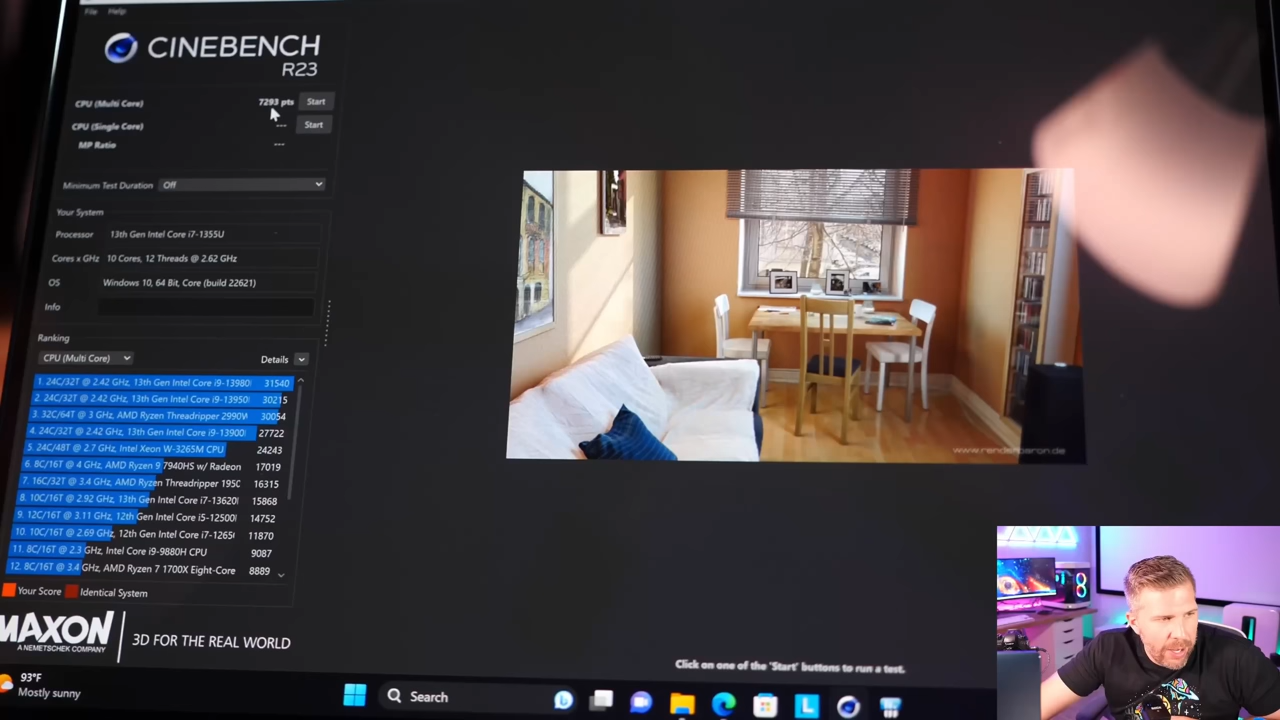 File Help
CINEBENCH
R23
CPU (Multi Core) 7293 pts Start
CPU (Single Core) --- Start
MP Ratio ---
Minimum Test Duration Off
Your System
Processor 13th Gen Intel Core i7-1355U
Cores x GHz 10 Cores, 12 Threads @ 2.62 GHz
OS Windows 10, 64 Bit, Core (build 22621)
Info
Ranking
CPU (Multi Core) Details
1. 24C/32T @ 2.42 GHz, 13th Gen Intel Core i9-13980 31540
2. 24C/32T @ 2.42 GHz, 13th Gen Intel Core i9-13950 30215
3. 32C/64T @ 3 GHz, AMD Ryzen Threadripper 2990W 30054
4. 24C/32T @ 2.42 GHz, 13th Gen Intel Core i9-13900 27722
5. 24C/48T @ 2.7 GHz, Intel Xeon W-3265M CPU 24243
6. 8C/16T @ 4 GHz, AMD Ryzen 9 7940HS w/ Radeon 17019
7. 16C/32T @ 3.4 GHz, AMD Ryzen Threadripper 195C 16315
8. 10C/16T @ 2.92 GHz, 13th Gen Intel Core i7-13620 15868
9. 12C/16T @ 3.11 GHz, 12th Gen Intel Core i5-12500 14752
10. 10C/16T @ 2.69 GHz, 12th Gen Intel Core i7-1265 11870
11. 8C/16T @ 2.3 GHz, Intel Core i9-9880H CPU 9087
12. 8C/16T @ 3.4 GHz, AMD Ryzen 7 1700X Eight-Core 8889
Your Score Identical System
MAXON
A NEMETSCHEK COMPANY
3D FOR THE REAL WORLD
www.renderbaron.de
Click on one of the 'Start' buttons to run a test.
93°F
Mostly sunny
Search